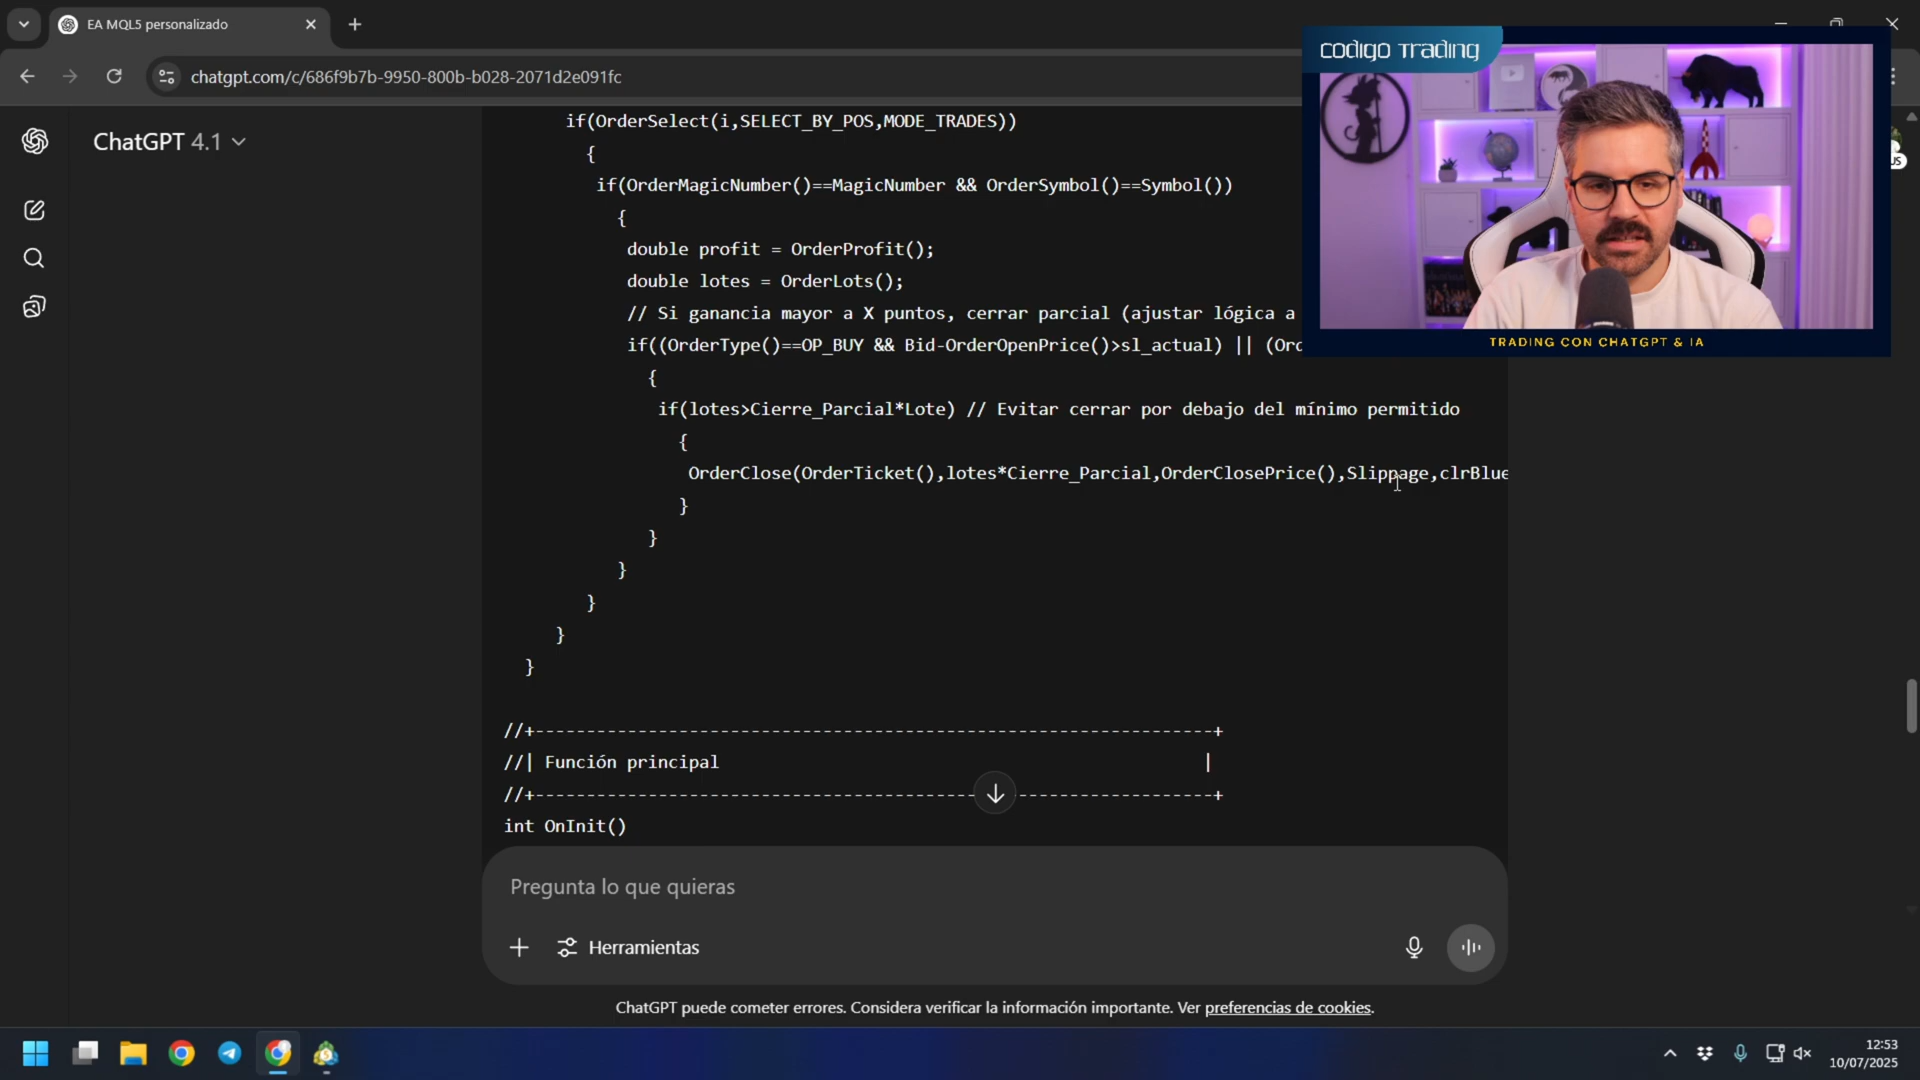 EA MQL5 personalizado
chatgpt.com/c/686f9b7b-9950-800b-b028-2071d2e091fc
codigo Trading
ChatGPT 4.1
if(OrderSelect(i,SELECT_BY_POS,MODE_TRADES))
{
if(OrderMagicNumber()==MagicNumber && OrderSymbol()==Symbol())
{
double profit = OrderProfit();
double lotes = OrderLots();
// Si ganancia mayor a X puntos, cerrar parcial (ajustar lógica a
if((OrderType()==OP_BUY && Bid-OrderOpenPrice()>sl_actual) || (Or
TRADING CON CHATGPT & IA
{
if(lotes>Cierre_Parcial*Lote) // Evitar cerrar por debajo del mínimo permitido
{
OrderClose(OrderTicket(),lotes*Cierre_Parcial,OrderClosePrice(),Slippage,clrBlue
}
}
}
}
}
}
//+------------------------------------------------------------------+
//| Función principal |
//+------------------------------------------------------------------+
int OnInit()
Pregunta lo que quieras
Herramientas
ChatGPT puede cometer errores. Considera verificar la información importante. Ver preferencias de cookies.
12:53
10/07/2025